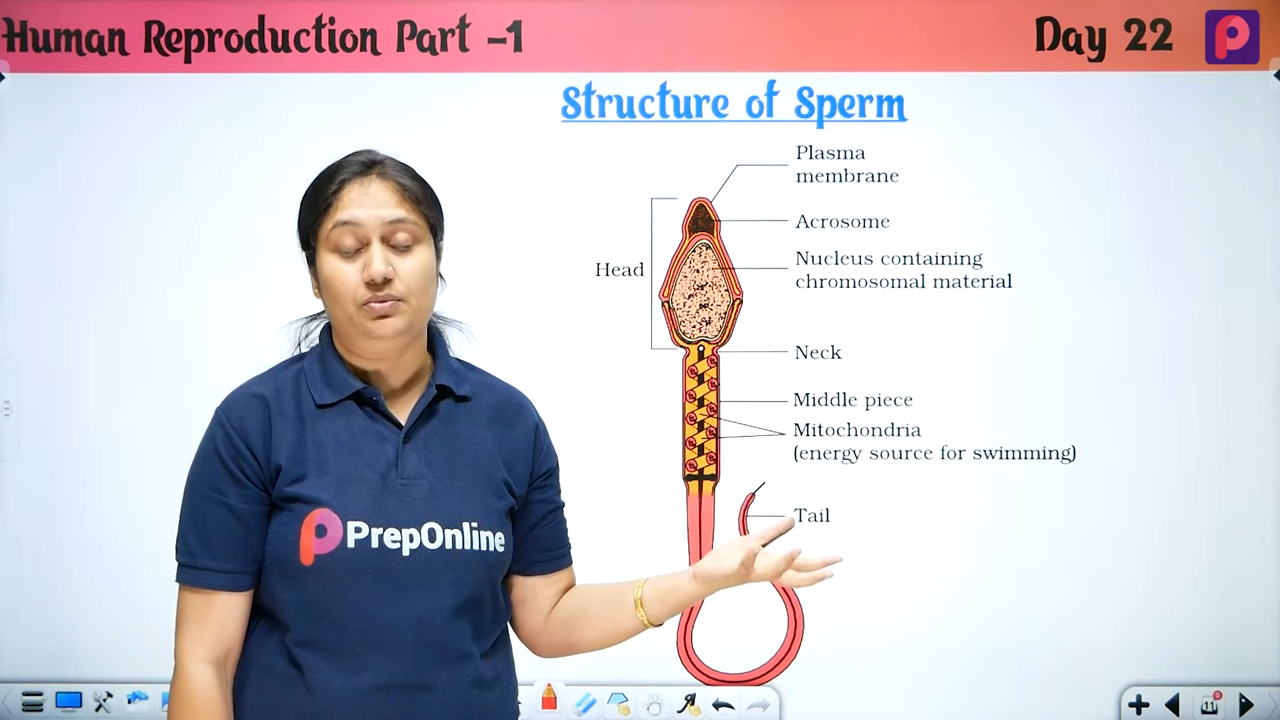 Human Reproduction Part -1
Day 22
Structure of Sperm
Plasma
membrane
Acrosome
Nucleus containing
chromosomal material
Head
Neck
Middle piece
Mitochondria
(energy source for swimming)
Tail
PrepOnline
11